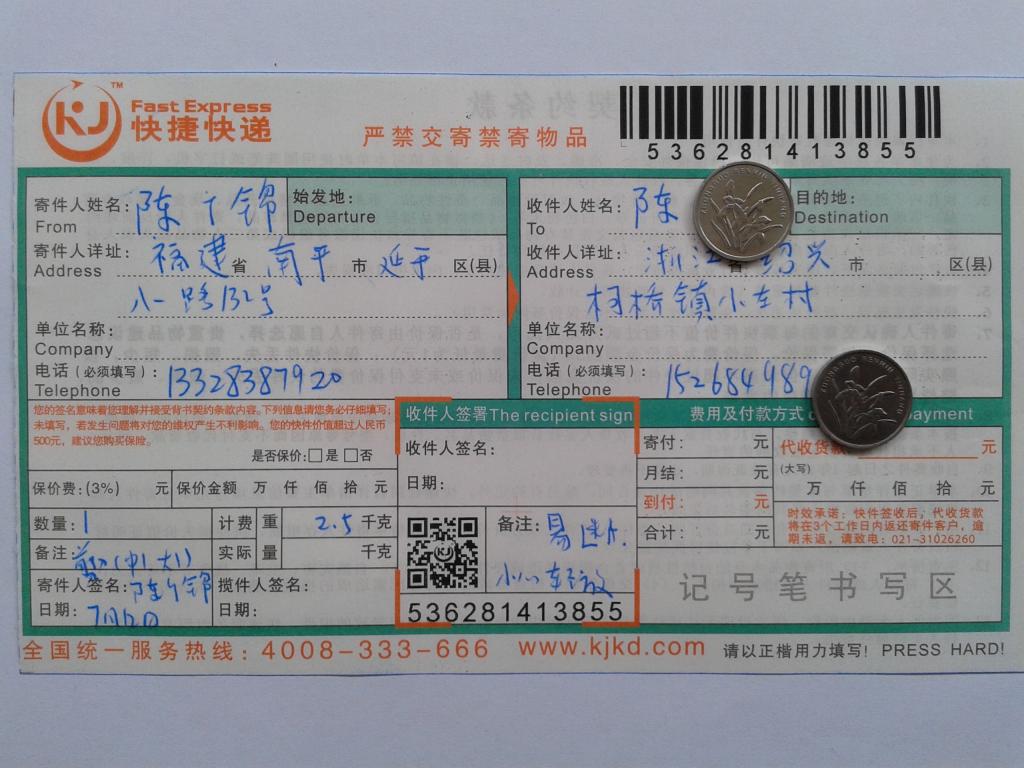 KJ™ Fast Express
快捷快递
严禁交寄禁寄物品
536281413855
寄件人姓名: 陈 锦
From
始发地:
Departure
寄件人详址: 福建省 南平市 延平区(县)
Address
八一路132号
单位名称:
Company
电话(必须填写): 13328387920
Telephone
收件人姓名: 陈
To
目的地:
Destination
收件人详址: 浙江省 绍兴市 区(县)
Address
柯桥镇小
单位名称:
Company
电话(必须填写): 152684989
Telephone
您的签名意味着您理解并接受背书契约条款内容。下列信息请您务必仔细填写;
未填写,若发生问题将对您的维权产生不利影响。您的快件价值超过人民币
500元,建议您购买保险。
是否保价:□是 □否
保价费:(3%) 元 保价金额 万 仟 佰 拾 元
数量: 1 计费重量 2.5 千克
备注: (中1,大1) 实际重量 千克
寄件人签名: 陈 锦
日期: 7月12日
揽件人签名:
日期:
收件人签署The recipient sign
收件人签名:
日期:
备注: 易
小心轻放
536281413855
费用及付款方式 ayment
寄付: 元
月结: 元
到付: 元
合计: 元
代收货款 元
(大写)
万 仟 佰 拾 元
时效承诺:快件签收后,代收货款
将在3个工作日内返还寄件客户,逾
期未返,请致电:021-31026260
记号笔书写区
全国统一服务热线:4008-333-666 www.kjkd.com 请以正楷用力填写! PRESS HARD!